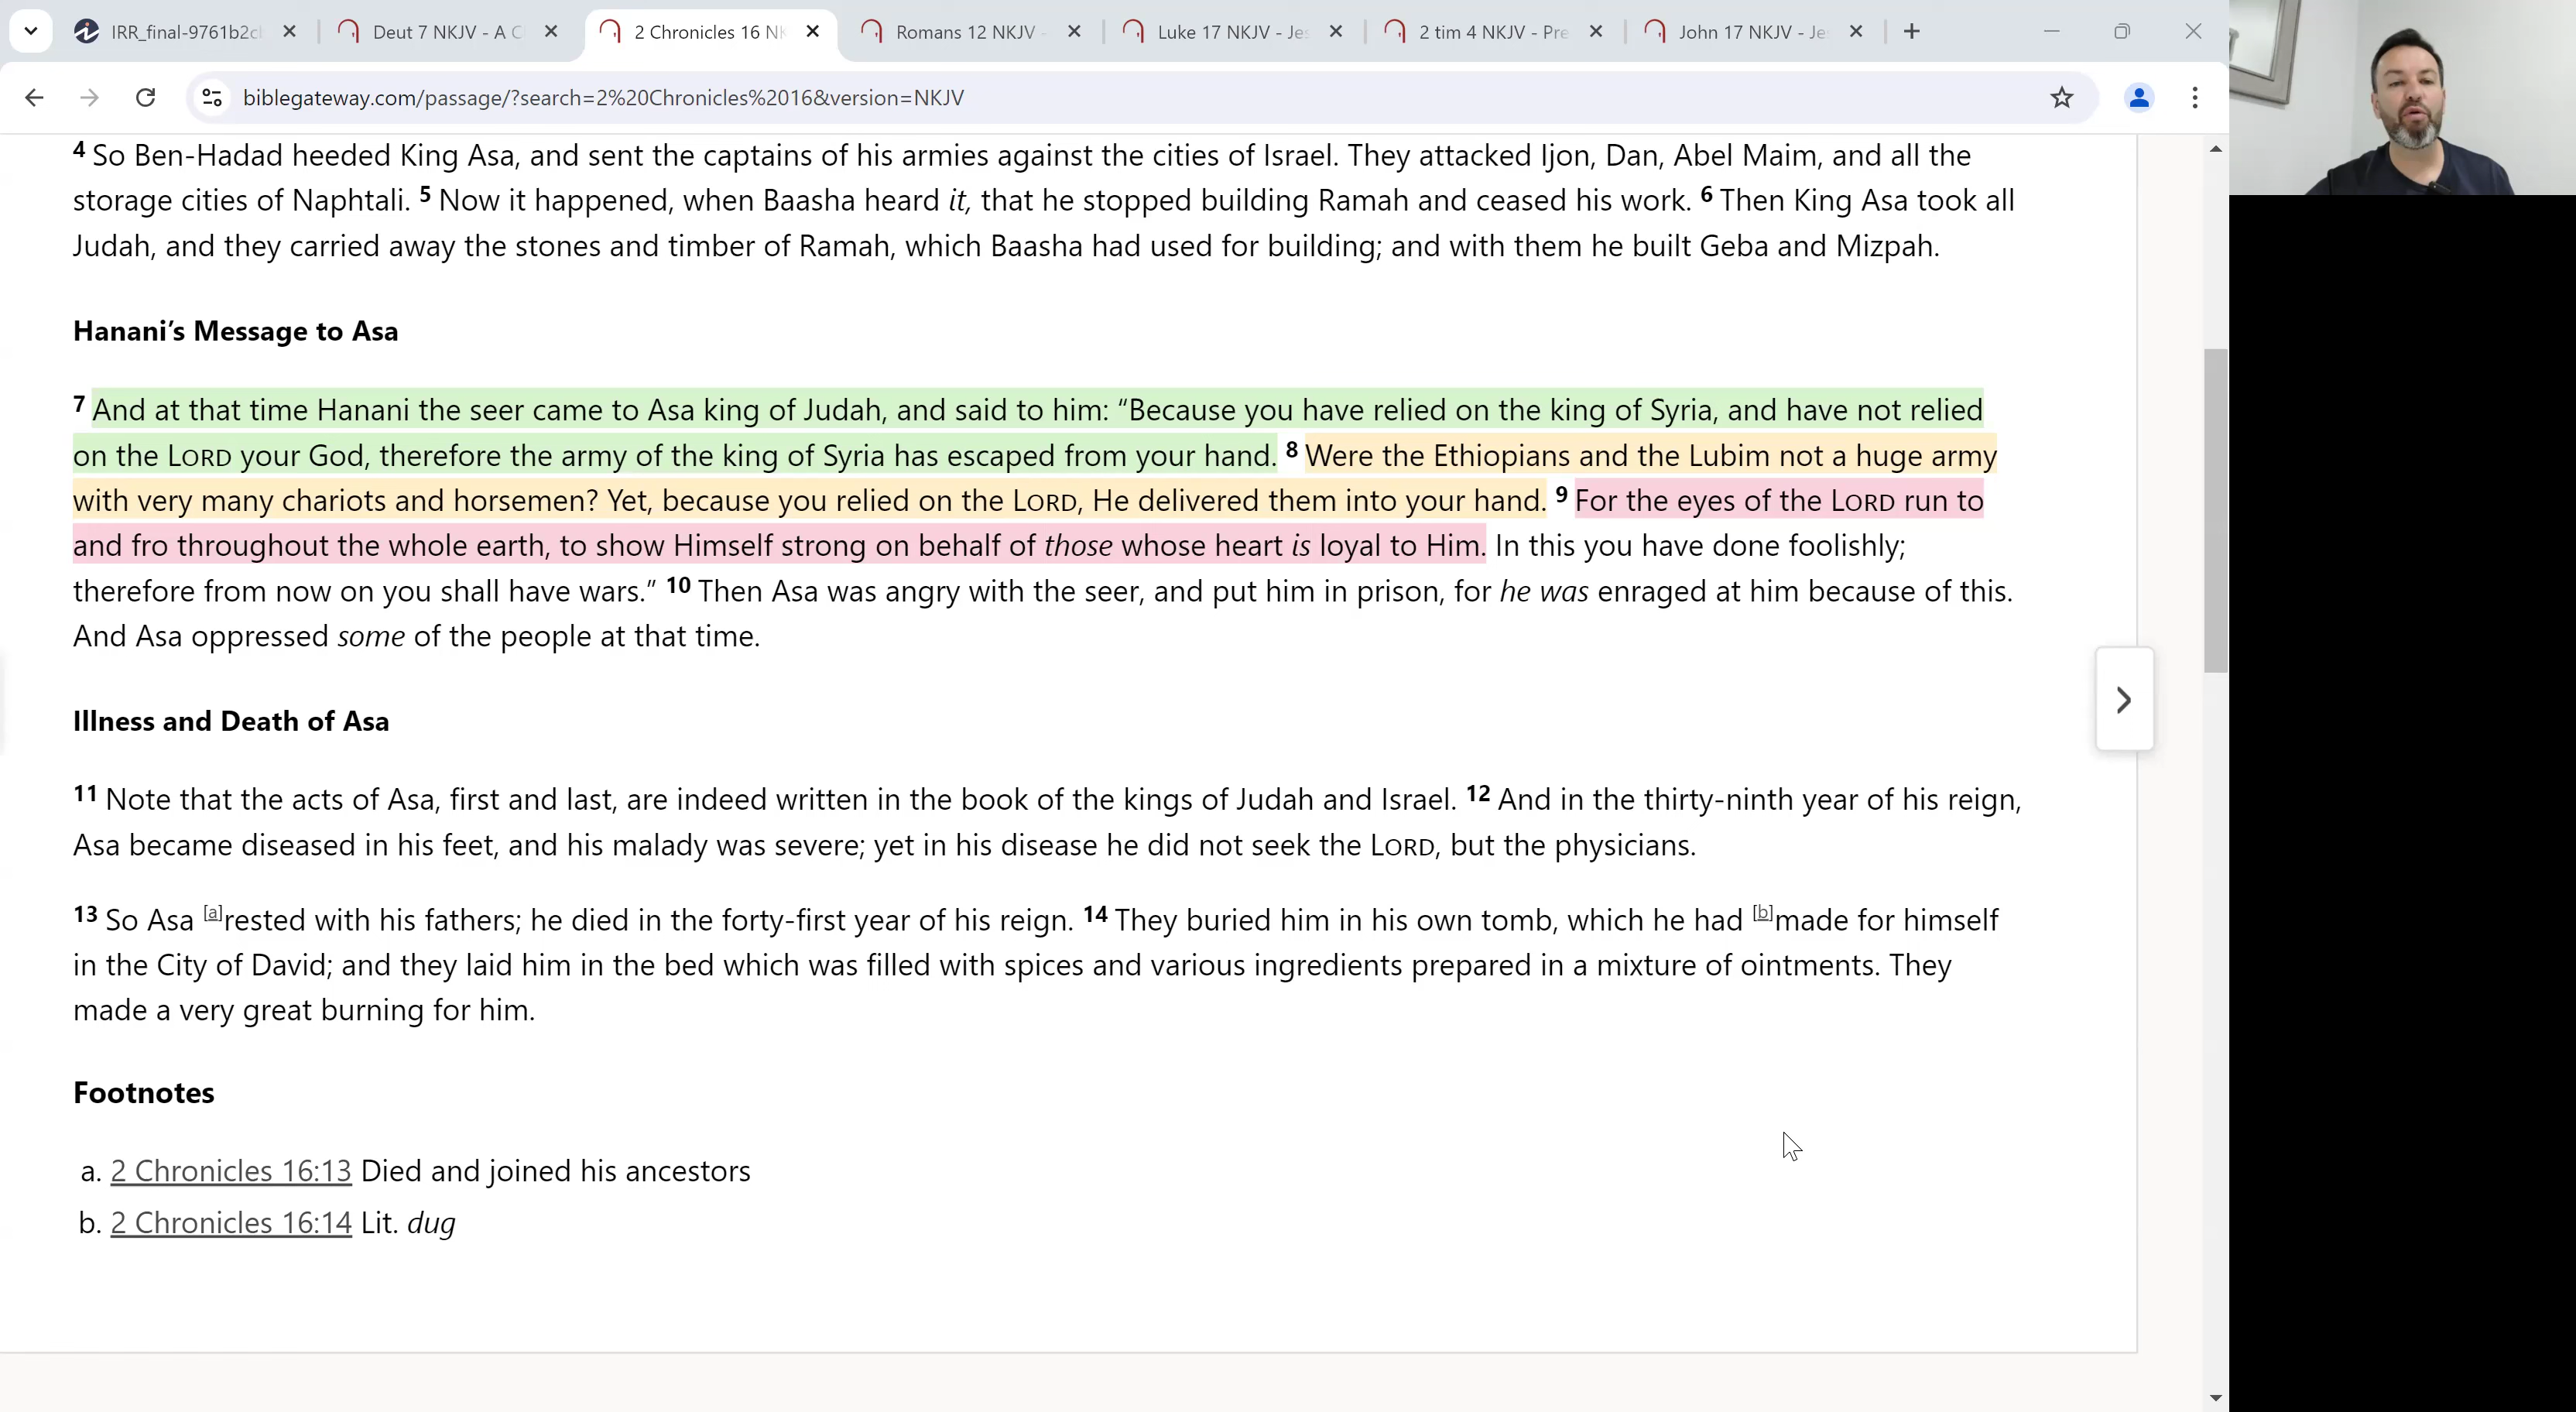 IRR_final-9761b2c
Deut 7 NKJV - A C
2 Chronicles 16 NK
Romans 12 NKJV -
Luke 17 NKJV - Je
2 tim 4 NKJV - Pre
John 17 NKJV - Je
biblegateway.com/passage/?search=2%20Chronicles%2016&version=NKJV
4 So Ben-Hadad heeded King Asa, and sent the captains of his armies against the cities of Israel. They attacked Ijon, Dan, Abel Maim, and all the
storage cities of Naphtali. 5 Now it happened, when Baasha heard it, that he stopped building Ramah and ceased his work. 6 Then King Asa took all
Judah, and they carried away the stones and timber of Ramah, which Baasha had used for building; and with them he built Geba and Mizpah.
Hanani’s Message to Asa
7 And at that time Hanani the seer came to Asa king of Judah, and said to him: “Because you have relied on the king of Syria, and have not relied
on the LORD your God, therefore the army of the king of Syria has escaped from your hand. 8 Were the Ethiopians and the Lubim not a huge army
with very many chariots and horsemen? Yet, because you relied on the LORD, He delivered them into your hand. 9 For the eyes of the LORD run to
and fro throughout the whole earth, to show Himself strong on behalf of those whose heart is loyal to Him. In this you have done foolishly;
therefore from now on you shall have wars.” 10 Then Asa was angry with the seer, and put him in prison, for he was enraged at him because of this.
And Asa oppressed some of the people at that time.
Illness and Death of Asa
11 Note that the acts of Asa, first and last, are indeed written in the book of the kings of Judah and Israel. 12 And in the thirty-ninth year of his reign,
Asa became diseased in his feet, and his malady was severe; yet in his disease he did not seek the LORD, but the physicians.
13 So Asa [a]rested with his fathers; he died in the forty-first year of his reign. 14 They buried him in his own tomb, which he had [b]made for himself
in the City of David; and they laid him in the bed which was filled with spices and various ingredients prepared in a mixture of ointments. They
made a very great burning for him.
Footnotes
a. 2 Chronicles 16:13 Died and joined his ancestors
b. 2 Chronicles 16:14 Lit. dug